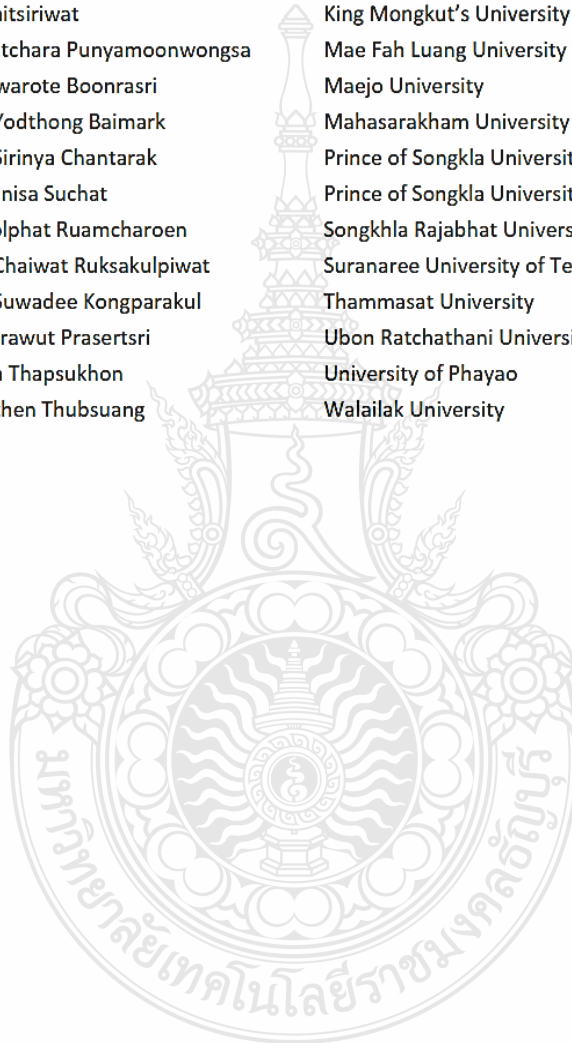 nitsiriwat King Mongkut's University
tchara Punyamoonwongsa Mae Fah Luang University
warote Boonrasri Maejo University
Yodthong Baimark Mahasarakham University
Sirinya Chantarak Prince of Songkla Universit
nisa Suchat Prince of Songkla Universit
olphat Ruamcharoen Songkhla Rajabhat Univers
Chaiwat Ruksakulpiwat Suranaree University of Te
Suwadee Kongparakul Thammasat University
rawut Prasertsri Ubon Ratchathani Universi
n Thapsukhon University of Phayao
chen Thubsuang Walailak University
มหาวิทยาลัยเทคโนโลยีราชมงคลธัญบุรี